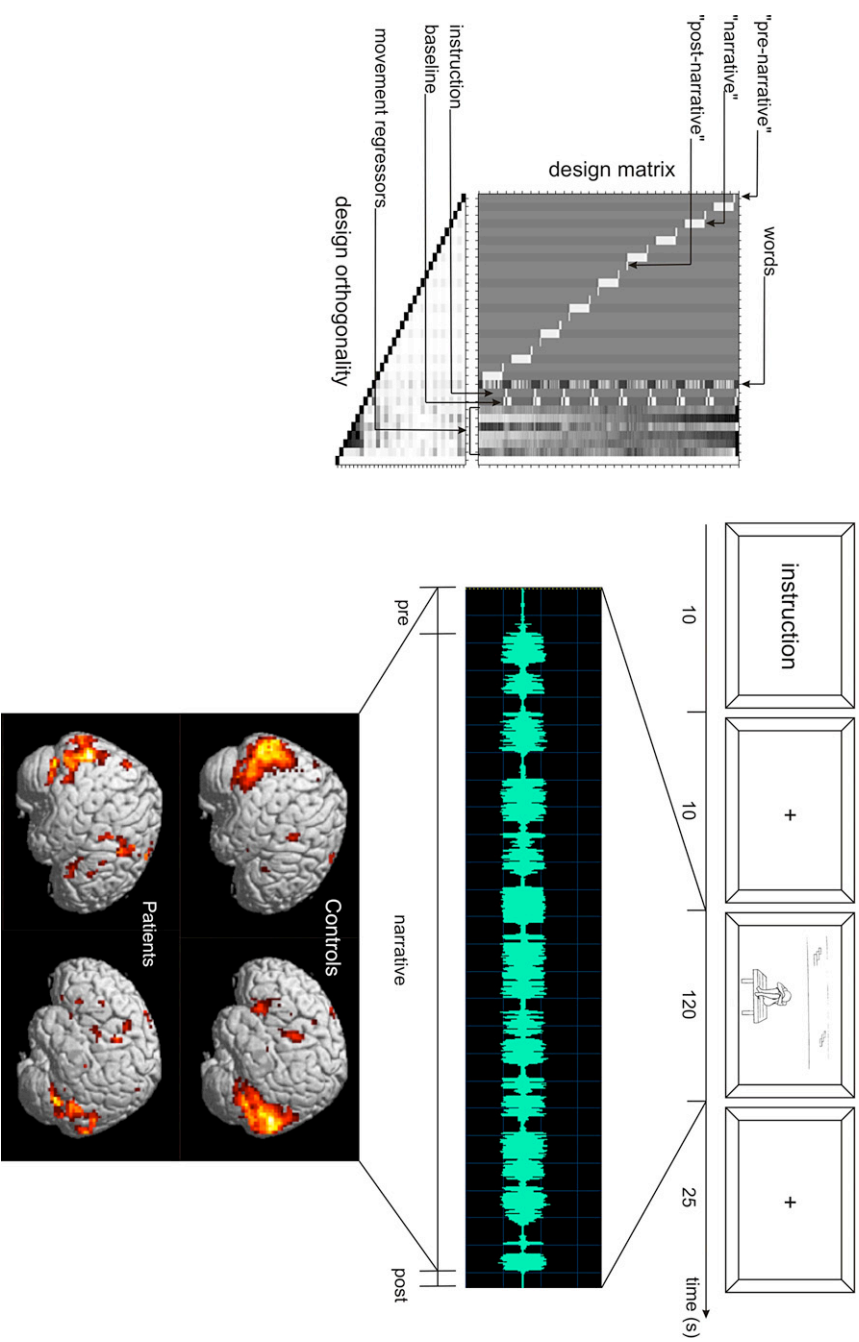 instruction
+
+
10
10
120
25
time (s)
pre
narrative
post
Controls
Patients
"pre-narrative"
"narrative"
"post-narrative"
words
design matrix
instruction
baseline
movement regressors
design orthogonality